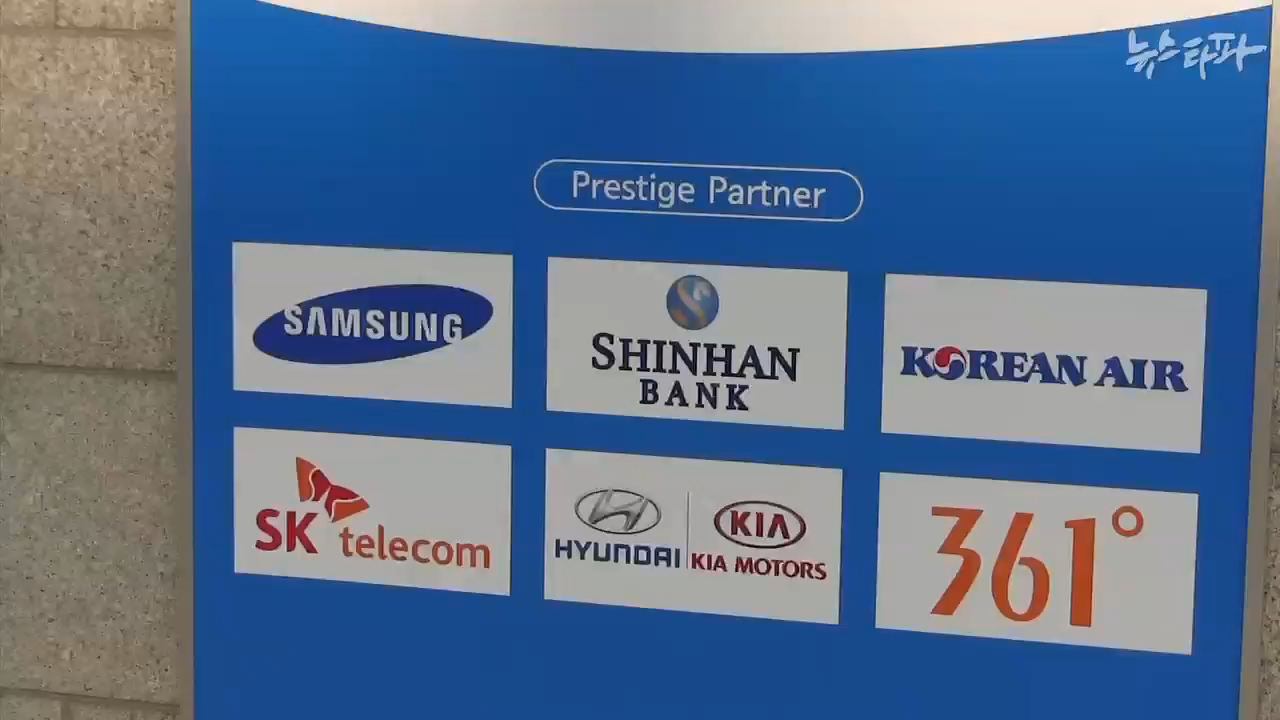 뉴스타파
Prestige Partner
SAMSUNG
SHINHAN
BANK
KOREAN AIR
SK telecom
HYUNDAI
KIA
KIA MOTORS
361°